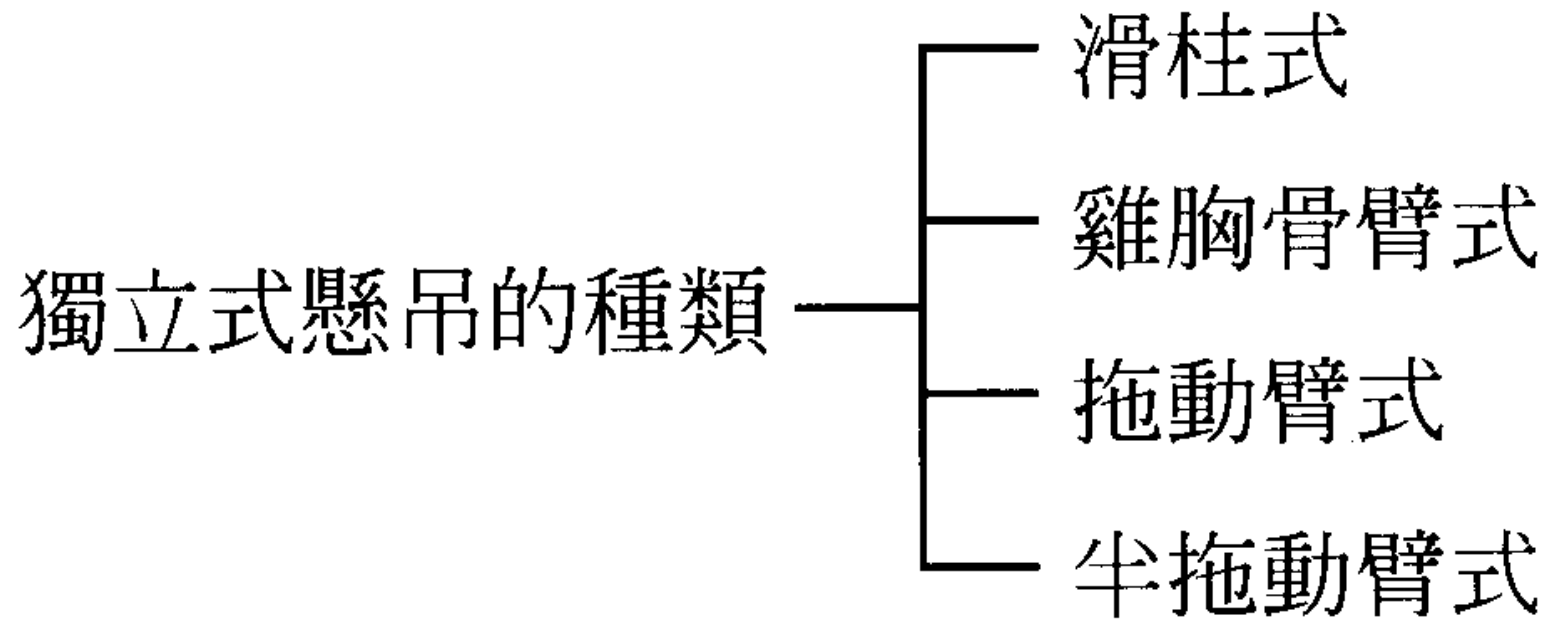 獨立式懸吊的種類
滑柱式
雞胸骨臂式
拖動臂式
半拖動臂式